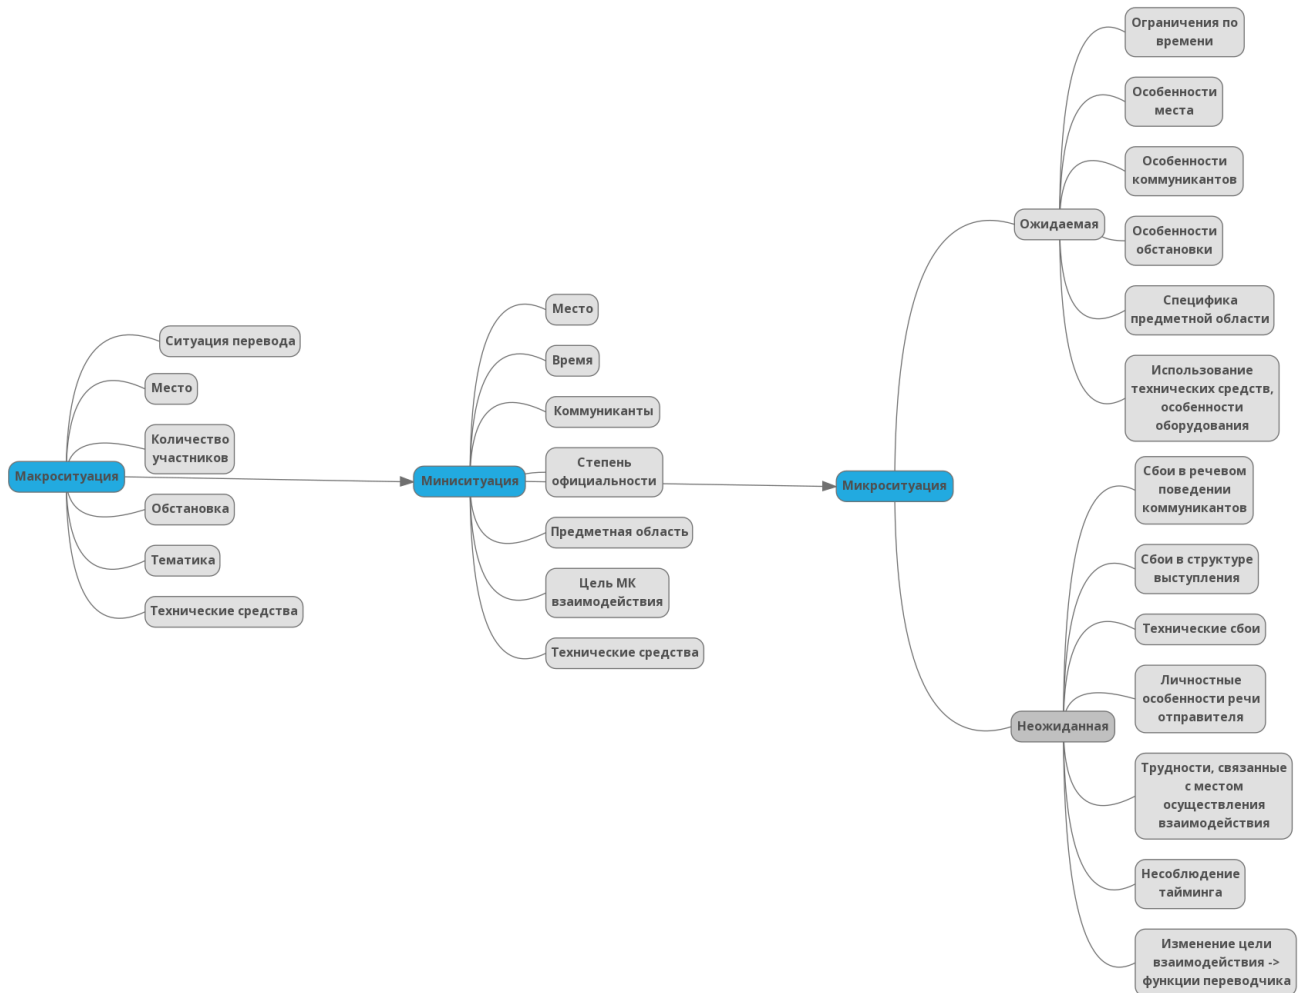 Макроситуация
Ситуация перевода
Место
Количество
участников
Обстановка
Тематика
Технические средства
Миниситуация
Место
Время
Коммуниканты
Степень
официальности
Предметная область
Цель МК
взаимодействия
Технические средства
Микроситуация
Ожидаемая
Ограничения по
времени
Особенности
места
Особенности
коммуникантов
Особенности
обстановки
Специфика
предметной области
Использование
технических средств,
особенности
оборудования
Неожиданная
Сбои в речевом
поведении
коммуникантов
Сбои в структуре
выступления
Технические сбои
Личностные
особенности речи
отправителя
Трудности, связанные
с местом
осуществления
взаимодействия
Несоблюдение
тайминга
Изменение цели
взаимодействия ->
функции переводчика